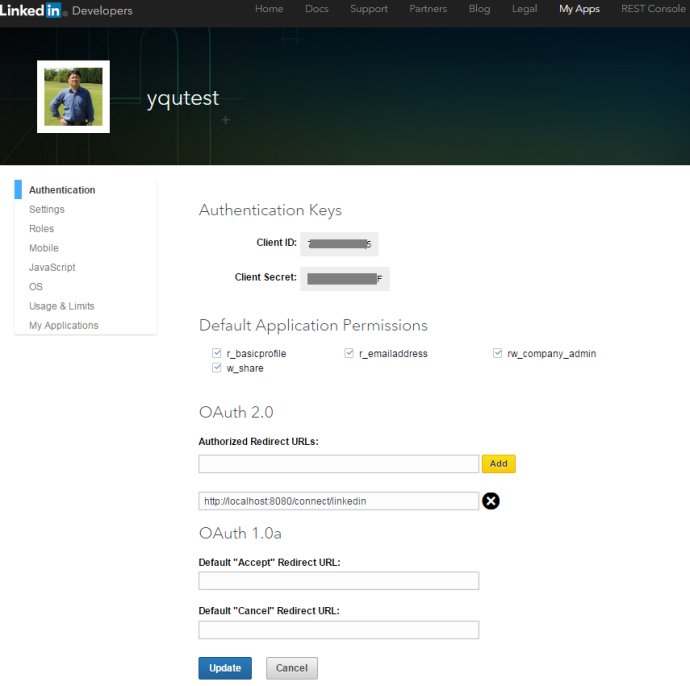 Linked in® Developers
Home Docs Support Partners Blog Legal My Apps REST Console
yqutest
Authentication
Settings
Roles
Mobile
JavaScript
OS
Usage & Limits
My Applications
Authentication Keys
Client ID: 5
Client Secret: F
Default Application Permissions
r_basicprofile r_emailaddress rw_company_admin
w_share
OAuth 2.0
Authorized Redirect URLs:
Add
http://localhost:8080/connect/linkedin
OAuth 1.0a
Default "Accept" Redirect URL:
Default "Cancel" Redirect URL:
Update Cancel